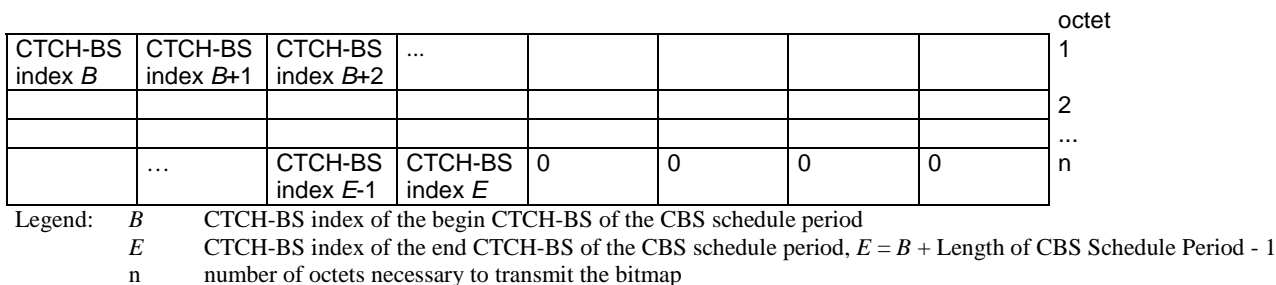 octet
CTCH-BS index B CTCH-BS index B+1 CTCH-BS index B+2 ... 1
2
...
… CTCH-BS index E-1 CTCH-BS index E 0 0 0 0 n
Legend: B CTCH-BS index of the begin CTCH-BS of the CBS schedule period
E CTCH-BS index of the end CTCH-BS of the CBS schedule period, E = B + Length of CBS Schedule Period - 1
n number of octets necessary to transmit the bitmap